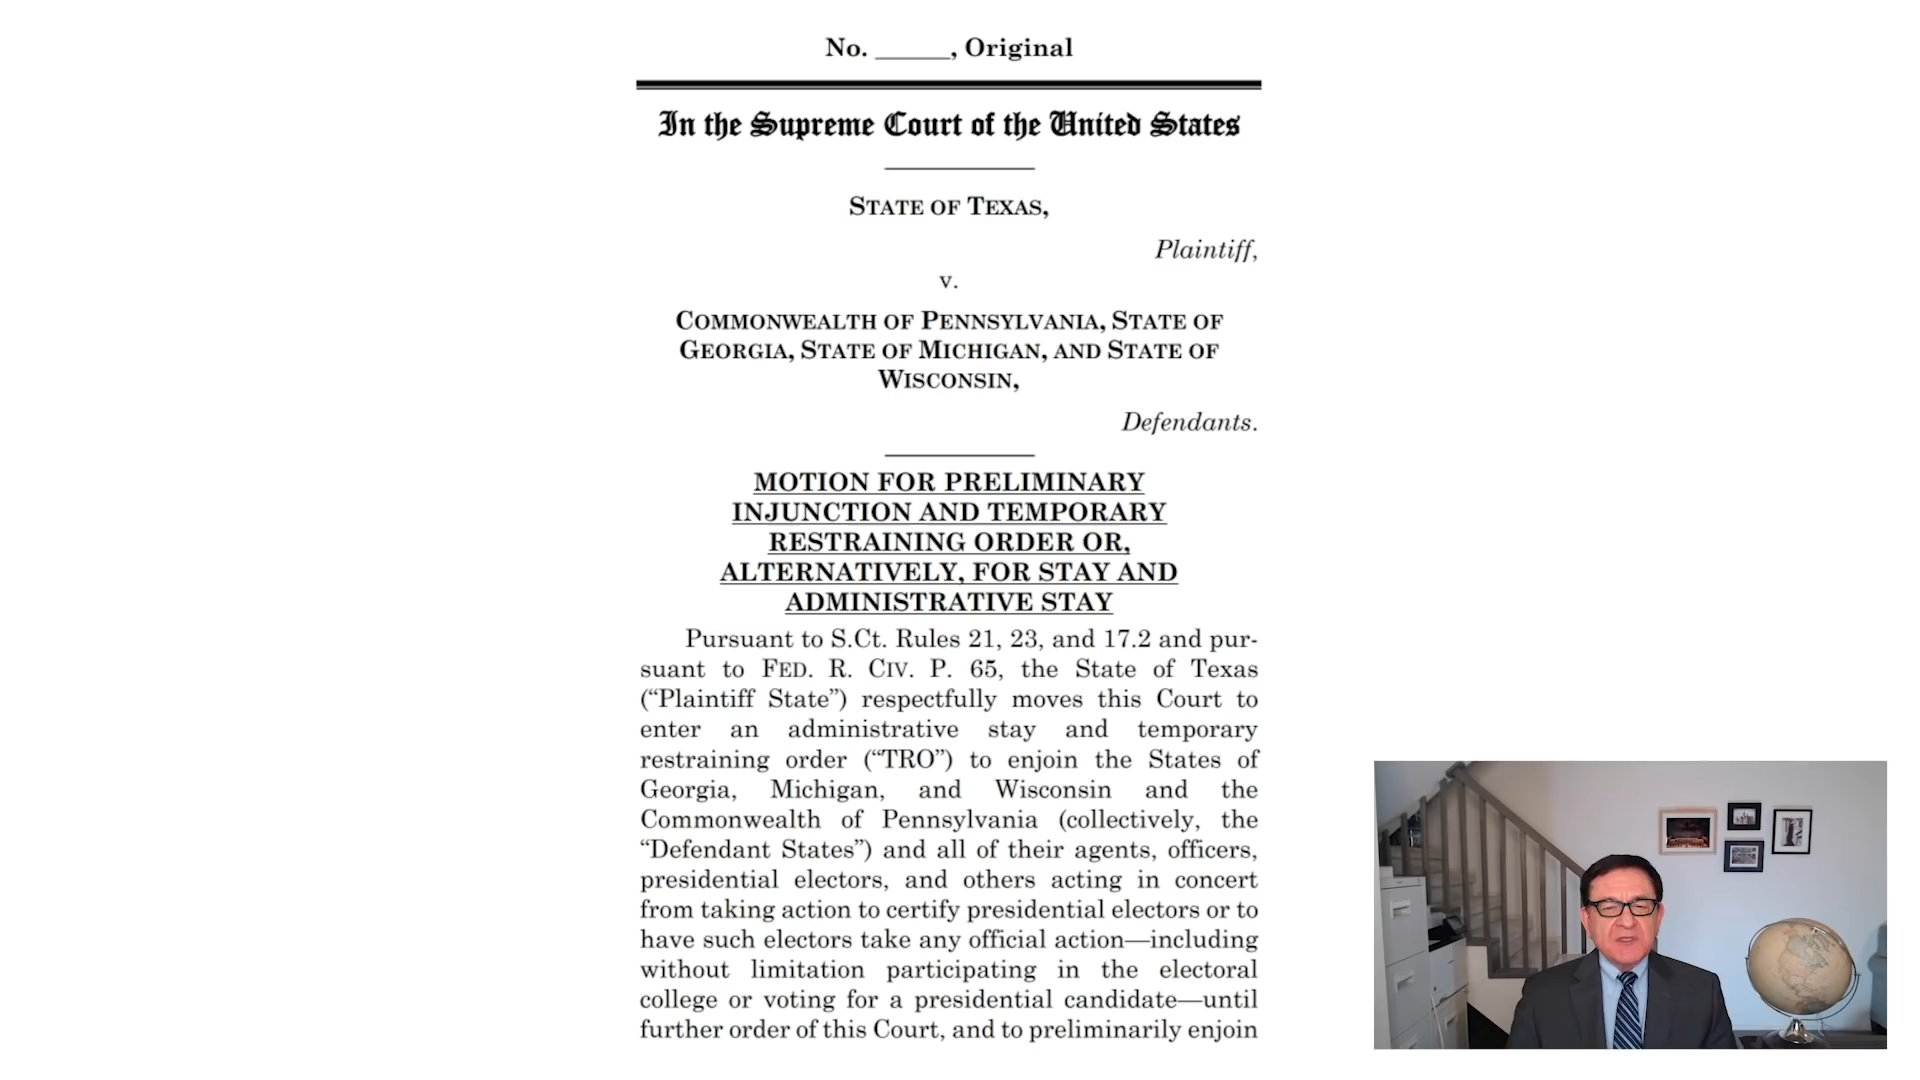 No. ______, Original
In the Supreme Court of the United States
STATE OF TEXAS,
Plaintiff,
v.
COMMONWEALTH OF PENNSYLVANIA, STATE OF
GEORGIA, STATE OF MICHIGAN, AND STATE OF
WISCONSIN,
Defendants.
MOTION FOR PRELIMINARY
INJUNCTION AND TEMPORARY
RESTRAINING ORDER OR,
ALTERNATIVELY, FOR STAY AND
ADMINISTRATIVE STAY
Pursuant to S.Ct. Rules 21, 23, and 17.2 and pur-
suant to FED. R. CIV. P. 65, the State of Texas
(“Plaintiff State”) respectfully moves this Court to
enter an administrative stay and temporary
restraining order (“TRO”) to enjoin the States of
Georgia, Michigan, and Wisconsin and the
Commonwealth of Pennsylvania (collectively, the
“Defendant States”) and all of their agents, officers,
presidential electors, and others acting in concert
from taking action to certify presidential electors or to
have such electors take any official action—including
without limitation participating in the electoral
college or voting for a presidential candidate—until
further order of this Court, and to preliminarily enjoin